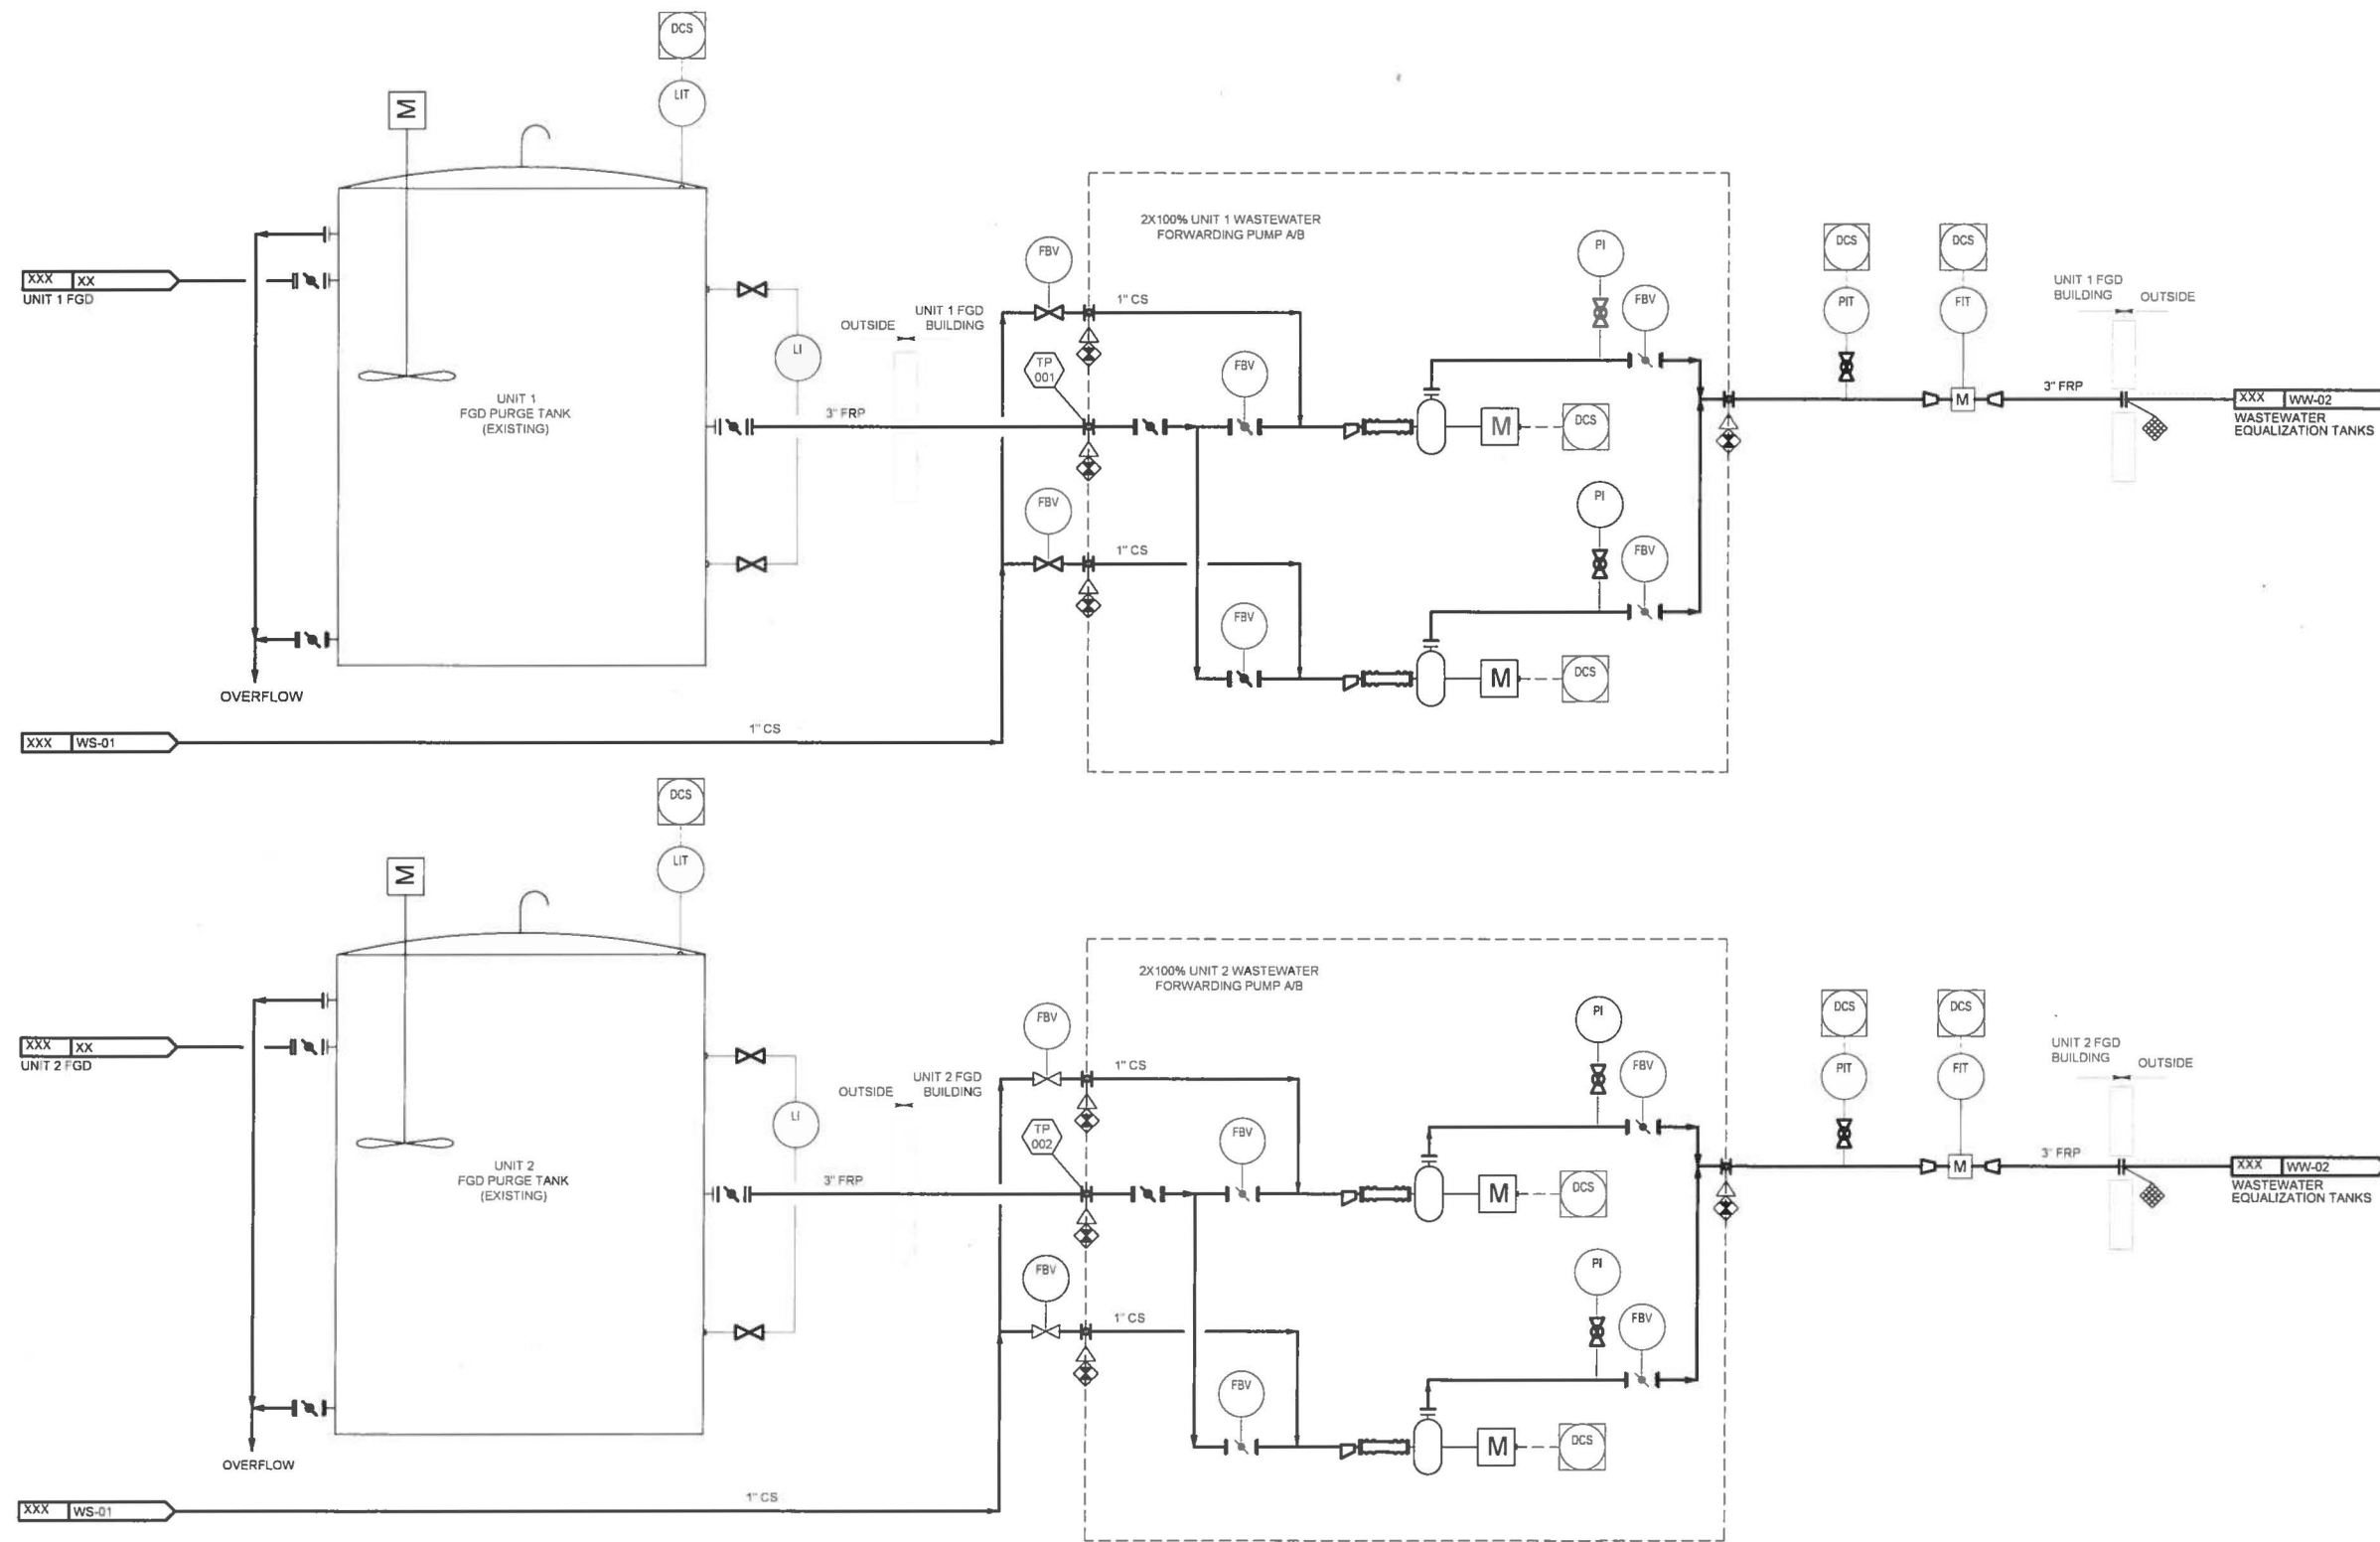 DCS
LIT
M
2X100% UNIT 1 WASTEWATER
FORWARDING PUMP A/B
XXX XX
UNIT 1 FGD
FBV
1" CS
PI
FBV
DCS
PIT
DCS
FIT
UNIT 1 FGD
BUILDING
OUTSIDE
OUTSIDE
UNIT 1 FGD
BUILDING
LI
TP
001
FBV
UNIT 1
FGD PURGE TANK
(EXISTING)
3" FRP
M
DCS
M
3" FRP
XXX WW-02
WASTEWATER
EQUALIZATION TANKS
FBV
1" CS
PI
FBV
FBV
M
DCS
OVERFLOW
XXX WS-01
1" CS
DCS
LIT
M
2X100% UNIT 2 WASTEWATER
FORWARDING PUMP A/B
XXX XX
UNIT 2 FGD
FBV
1" CS
PI
FBV
DCS
PIT
DCS
FIT
UNIT 2 FGD
BUILDING
OUTSIDE
OUTSIDE
UNIT 2 FGD
BUILDING
LI
TP
002
FBV
UNIT 2
FGD PURGE TANK
(EXISTING)
3" FRP
M
DCS
M
3" FRP
XXX WW-02
WASTEWATER
EQUALIZATION TANKS
FBV
1" CS
PI
FBV
FBV
M
DCS
OVERFLOW
XXX WS-01
1" CS